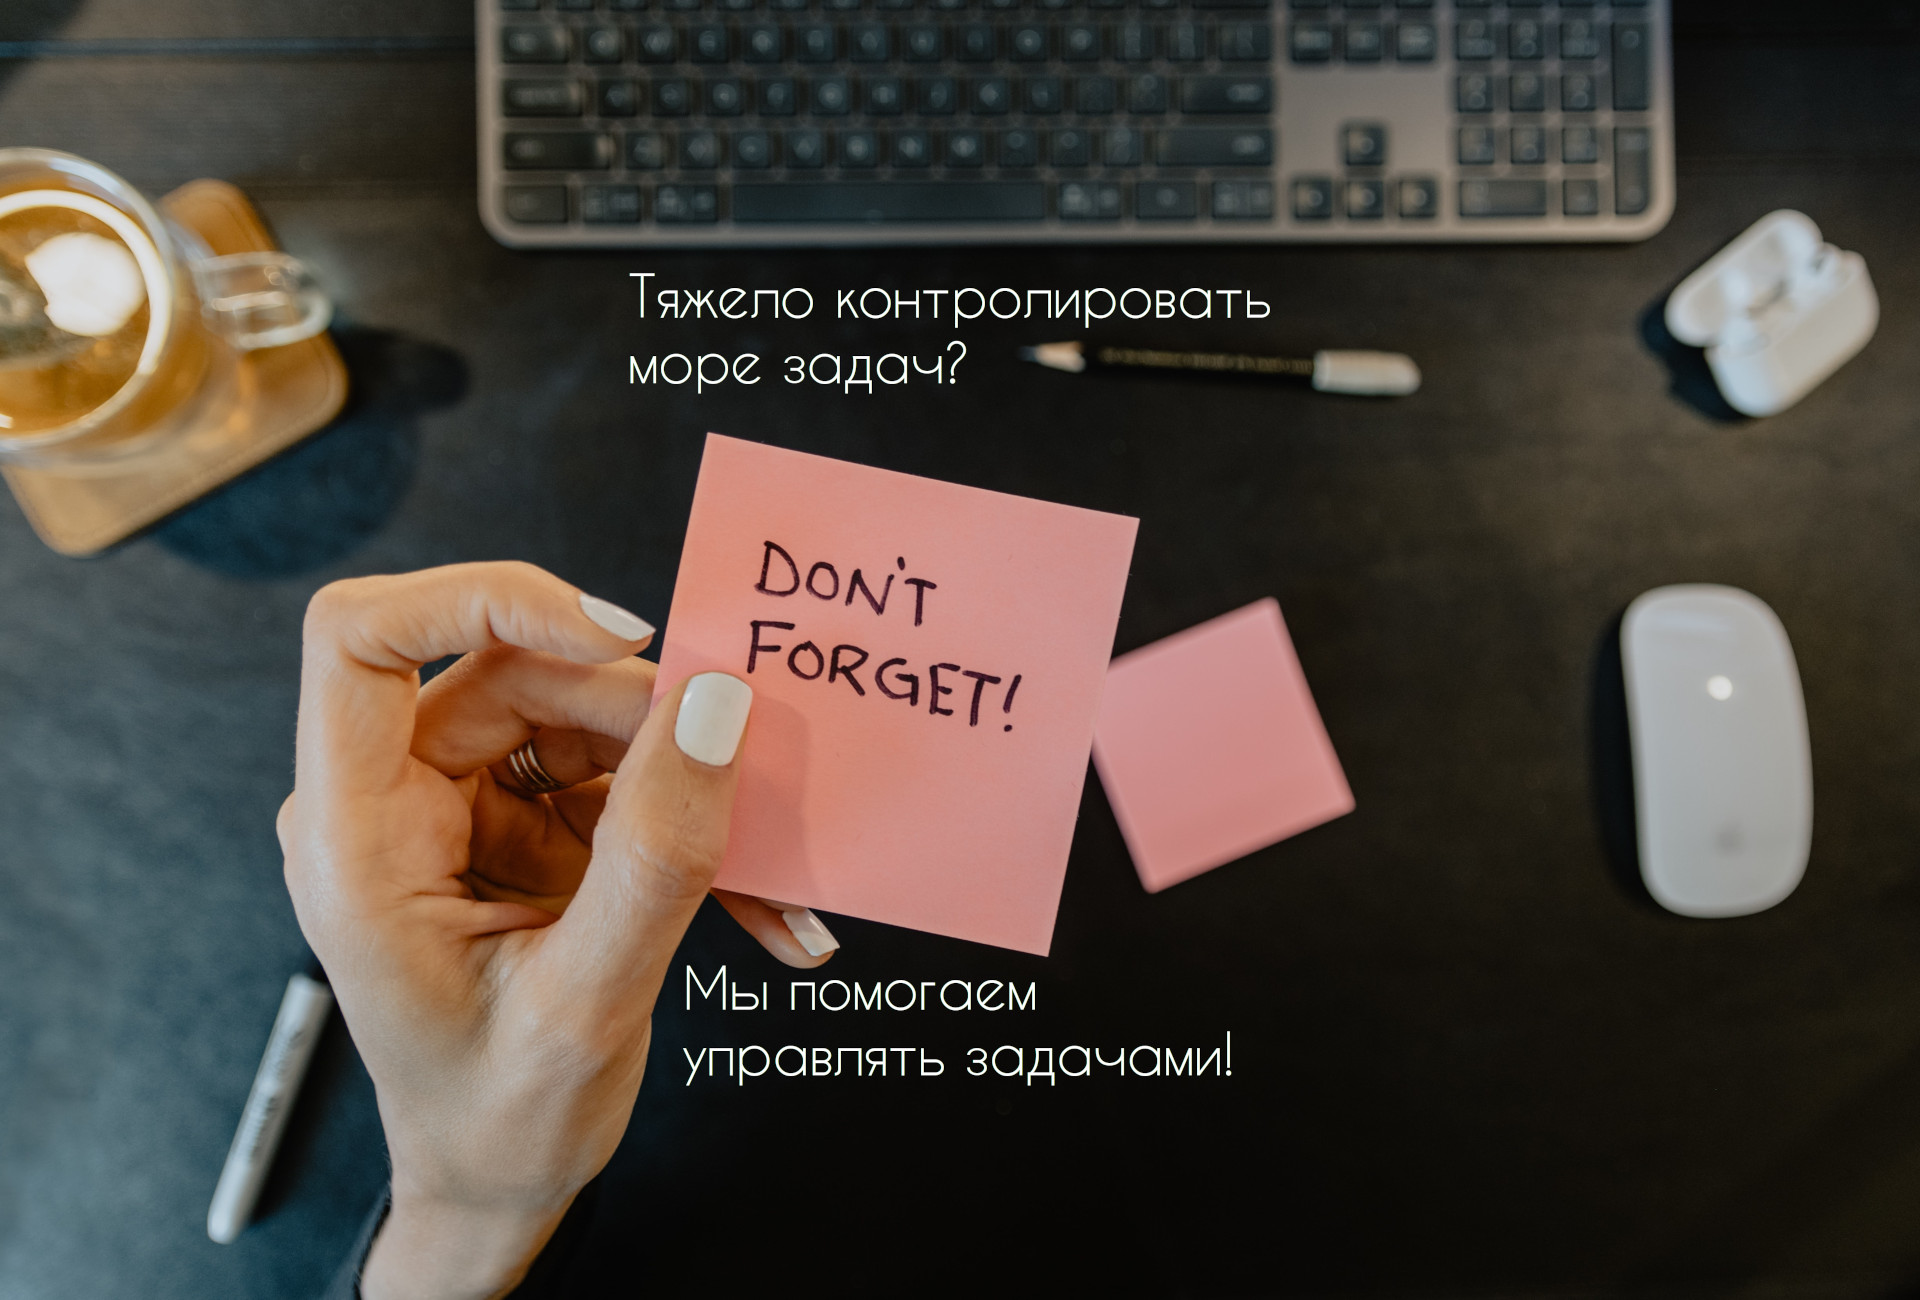 Тяжело контролировать
море задач?
DON'T
FORGET!
Мы помогаем
управлять задачами!